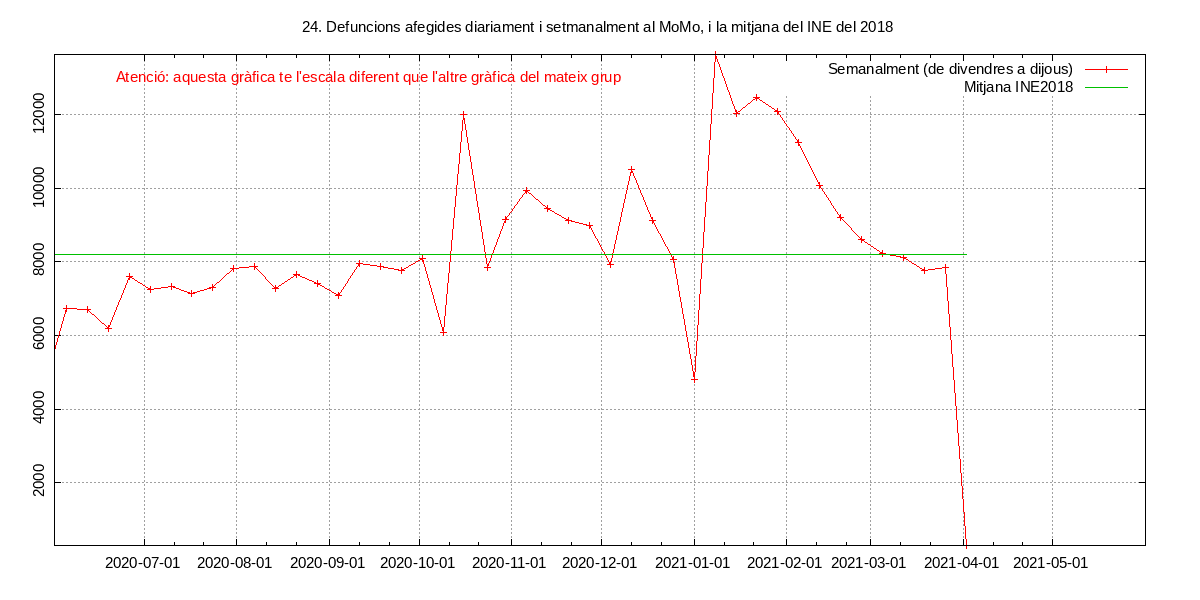 24. Defuncions afegides diariament i setmanalment al MoMo, i la mitjana del INE del 2018
Atenció: aquesta gràfica te l'escala diferent que l'altre gràfica del mateix grup
Semanalment (de divendres a dijous)
Mitjana INE2018
12000
10000
8000
6000
4000
2000
2020-07-01 2020-08-01 2020-09-01 2020-10-01 2020-11-01 2020-12-01 2021-01-01 2021-02-01 2021-03-01 2021-04-01 2021-05-01